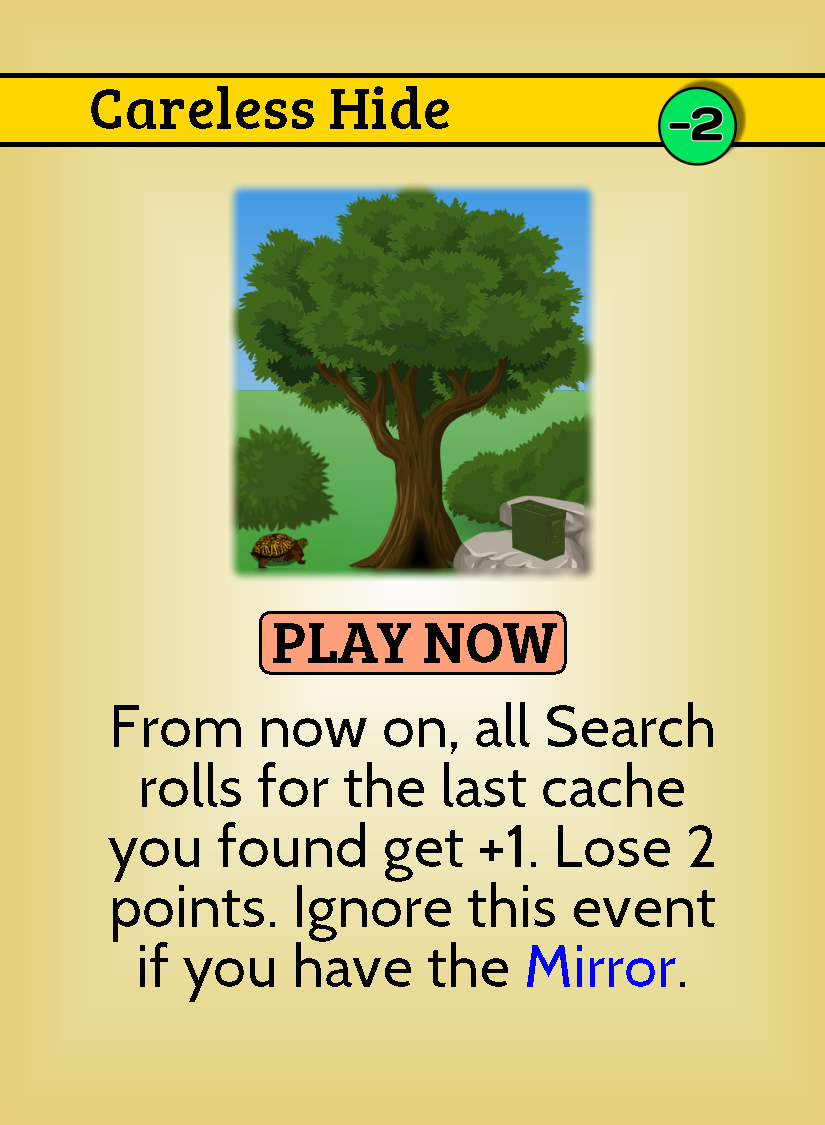 Careless Hide
-2
PLAY NOW
From now on, all Search
rolls for the last cache
you found get +1. Lose 2
points. Ignore this event
if you have the Mirror.